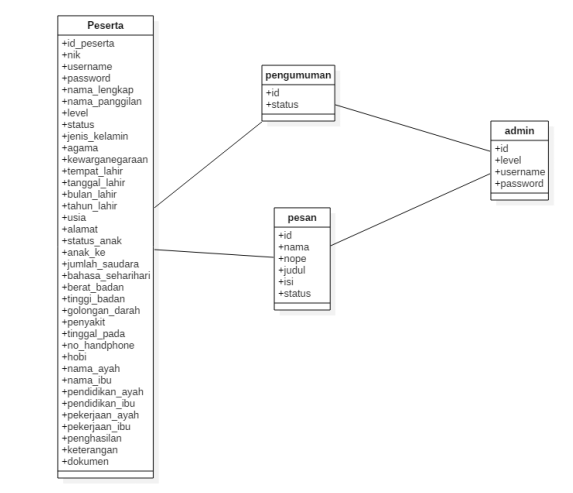 Peserta
+id_peserta
+nik
+username
+password
+nama_lengkap
+nama_panggilan
+level
+status
+jenis_kelamin
+agama
+kewarganegaraan
+tempat_lahir
+tanggal_lahir
+bulan_lahir
+tahun_lahir
+usia
+alamat
+status_anak
+anak_ke
+jumlah_saudara
+bahasa_seharihari
+berat_badan
+tinggi_badan
+golongan_darah
+penyakit
+tinggal_pada
+no_handphone
+hobi
+nama_ayah
+nama_ibu
+pendidikan_ayah
+pendidikan_ibu
+pekerjaan_ayah
+pekerjaan_ibu
+penghasilan
+keterangan
+dokumen
pengumuman
+id
+status
pesan
+id
+nama
+nope
+judul
+isi
+status
admin
+id
+level
+username
+password